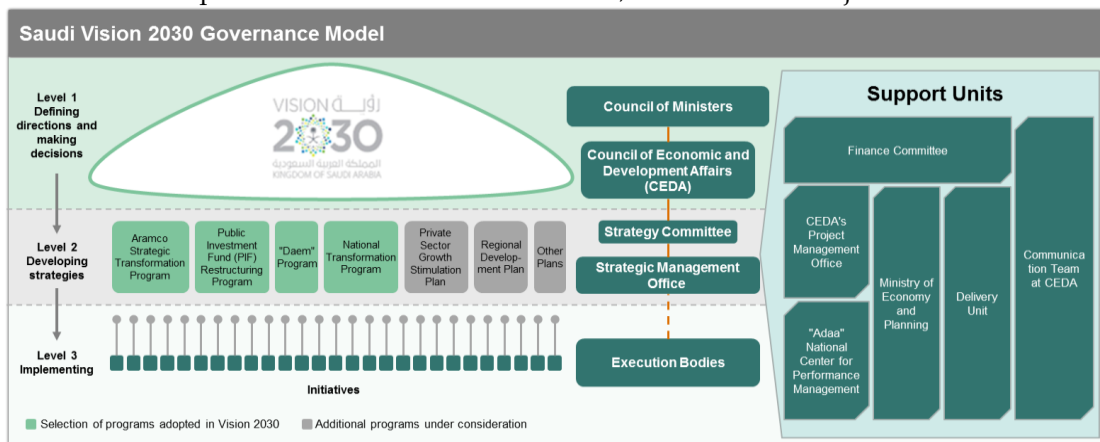 Saudi Vision 2030 Governance Model
Level 1
Defining
directions and
making
decisions
VISION رؤيــة
2030
المملكة العربية السعودية
KINGDOM OF SAUDI ARABIA
Council of Ministers
Council of Economic and
Development Affairs
(CEDA)
Level 2
Developing
strategies
Aramco
Strategic
Transformation
Program
Public
Investment
Fund (PIF)
Restructuring
Program
"Daem"
Program
National
Transformation
Program
Private
Sector
Growth
Stimulation
Plan
Regional
Develop-
ment Plan
Other
Plans
Strategy Committee
Strategic Management
Office
Level 3
Implementing
Initiatives
Execution Bodies
Support Units
Finance Committee
CEDA's
Project
Management
Office
"Adaa"
National
Center for
Performance
Management
Ministry of
Economy
and
Planning
Delivery
Unit
Communica
tion Team
at CEDA
Selection of programs adopted in Vision 2030
Additional programs under consideration